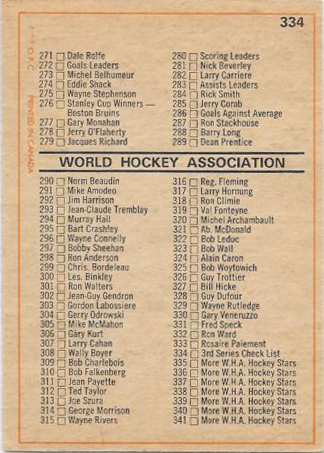 334
271 Dale Rolfe
272 Goals Leaders
273 Michel Belhumeur
274 Eddie Shack
275 Wayne Stephenson
276 Stanley Cup Winners —
Boston Bruins
277 Gary Monahan
278 Jerry O'Flaherty
279 Jacques Richard
280 Scoring Leaders
281 Nick Beverley
282 Larry Carriere
283 Assists Leaders
284 Rick Smith
285 Jerry Corab
286 Goals Against Average
287 Ron Stackhouse
288 Barry Long
289 Dean Prentice
O.P.C. PRINTED IN CANADA
WORLD HOCKEY ASSOCIATION
290 Norm Beaudin
291 Mike Amodeo
292 Jim Harrison
293 Jean-Claude Tremblay
294 Murray Hall
295 Bart Crashley
296 Wayne Connelly
297 Bobby Sheehan
298 Ron Anderson
299 Chris. Bordeleau
300 Les. Binkley
301 Ron Walters
302 Jean-Guy Gendron
303 Gordon Labossiere
304 Gerry Odrowski
305 Mike McMahon
306 Gary Kurt
307 Larry Cahan
308 Wally Boyer
309 Bob Charlebois
310 Bob Falkenberg
311 Jean Payette
312 Ted Taylor
313 Joe Szura
314 George Morrison
315 Wayne Rivers
316 Reg. Fleming
317 Larry Hornung
318 Ron Climie
319 Val Fonteyne
320 Michel Archambault
321 Ab. McDonald
322 Bob Leduc
323 Bob Wall
324 Alain Caron
325 Bob Woytowich
326 Guy Trottier
327 Bill Hicke
328 Guy Dufour
329 Wayne Rutledge
330 Gary Veneruzzo
331 Fred Speck
332 Ron Ward
333 Rosaire Paiement
334 3rd Series Check List
335 More W.H.A. Hockey Stars
336 More W.H.A. Hockey Stars
337 More W.H.A. Hockey Stars
338 More W.H.A. Hockey Stars
339 More W.H.A. Hockey Stars
340 More W.H.A. Hockey Stars
341 More W.H.A. Hockey Stars